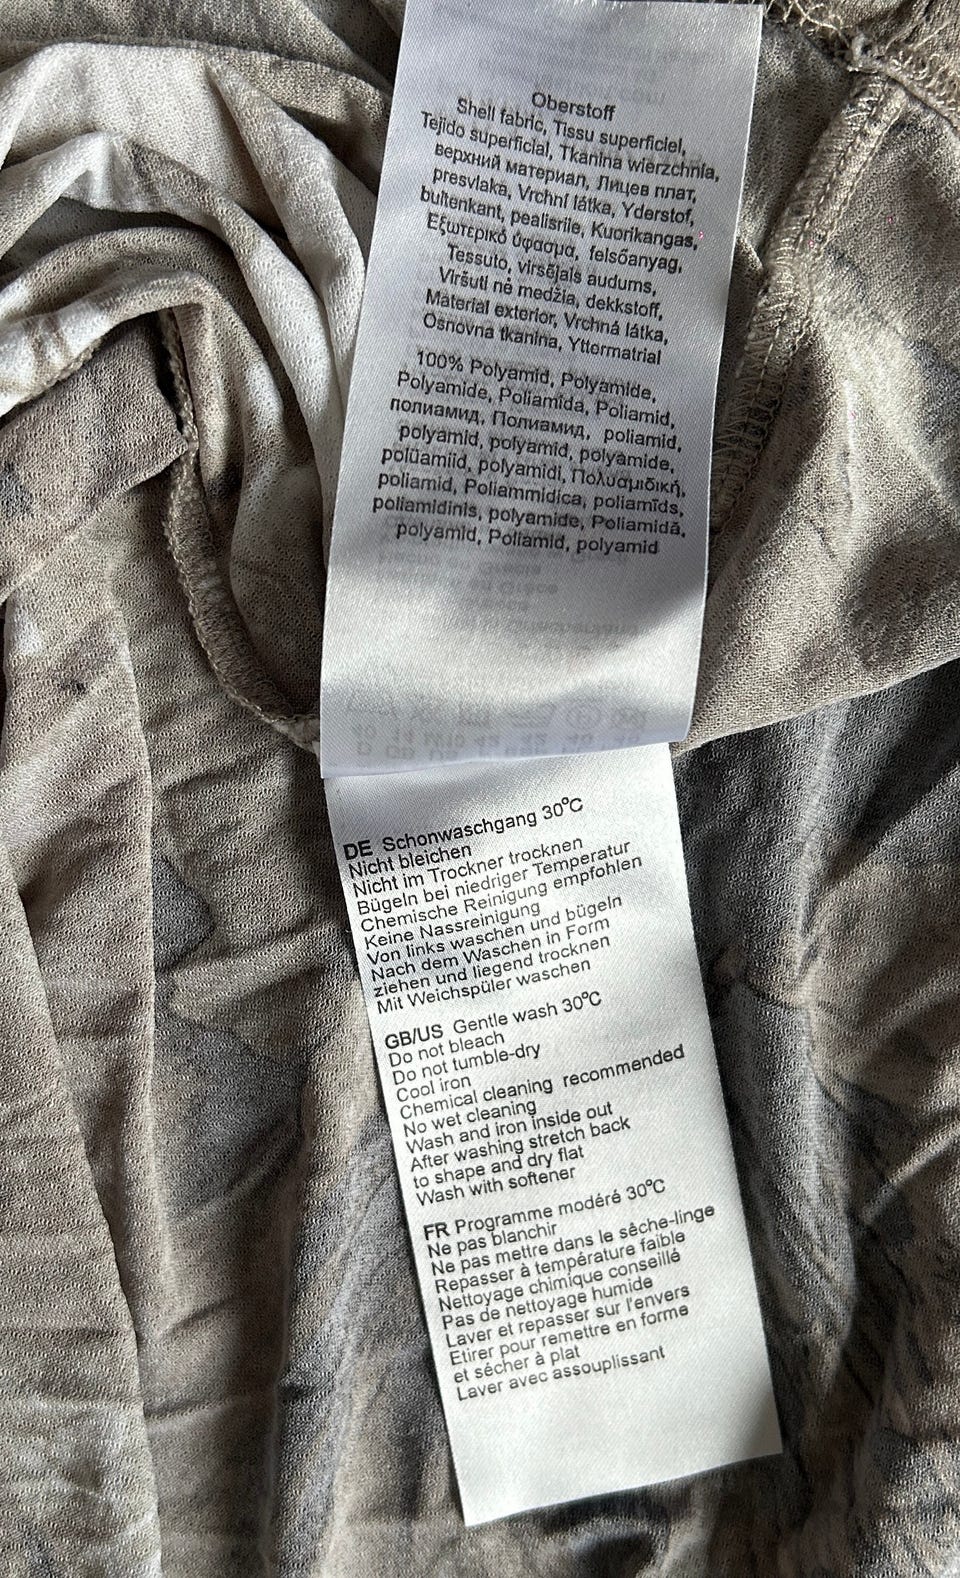 Oberstoff
Shell fabric, Tissu superficiel,
Tejido superficial, Tkanina wierzchnia,
верхний материал, Лицев плат,
presvlaka, Vrchní látka, Yderstof,
buitenkant, pealisriie, Kuorikangas,
Εξωτερικό ύφασμα, felsőanyag,
Tessuto, virsējais audums,
Viršuti nė medžia, dekkstoff,
Material exterior, Vrchná látka,
Osnovna tkanina, Yttermatrial
100% Polyamid, Polyamide,
Polyamide, Poliamida, Poliamid,
полиамид, Полиамид, poliamid,
polyamid, polyamid, polyamide,
polüamiid, polyamidi, Πολυαμιδική,
poliamid, Poliammidica, poliamīds,
poliamidinis, polyamide, Poliamidă,
polyamid, Poliamid, polyamid
DE Schonwaschgang 30°C
Nicht bleichen
Nicht im Trockner trocknen
Bügeln bei niedriger Temperatur
Chemische Reinigung empfohlen
Keine Nassreinigung
Von links waschen und bügeln
Nach dem Waschen in Form
ziehen und liegend trocknen
Mit Weichspüler waschen
GB/US Gentle wash 30°C
Do not bleach
Do not tumble-dry
Cool iron
Chemical cleaning recommended
No wet cleaning
Wash and iron inside out
After washing stretch back
to shape and dry flat
Wash with softener
FR Programme modéré 30°C
Ne pas blanchir
Ne pas mettre dans le sêche-linge
Repasser à température faible
Nettoyage chimique conseillé
Pas de nettoyage humide
Laver et repasser sur l'envers
Etirer pour remettre en forme
et sécher à plat
Laver avec assouplissant